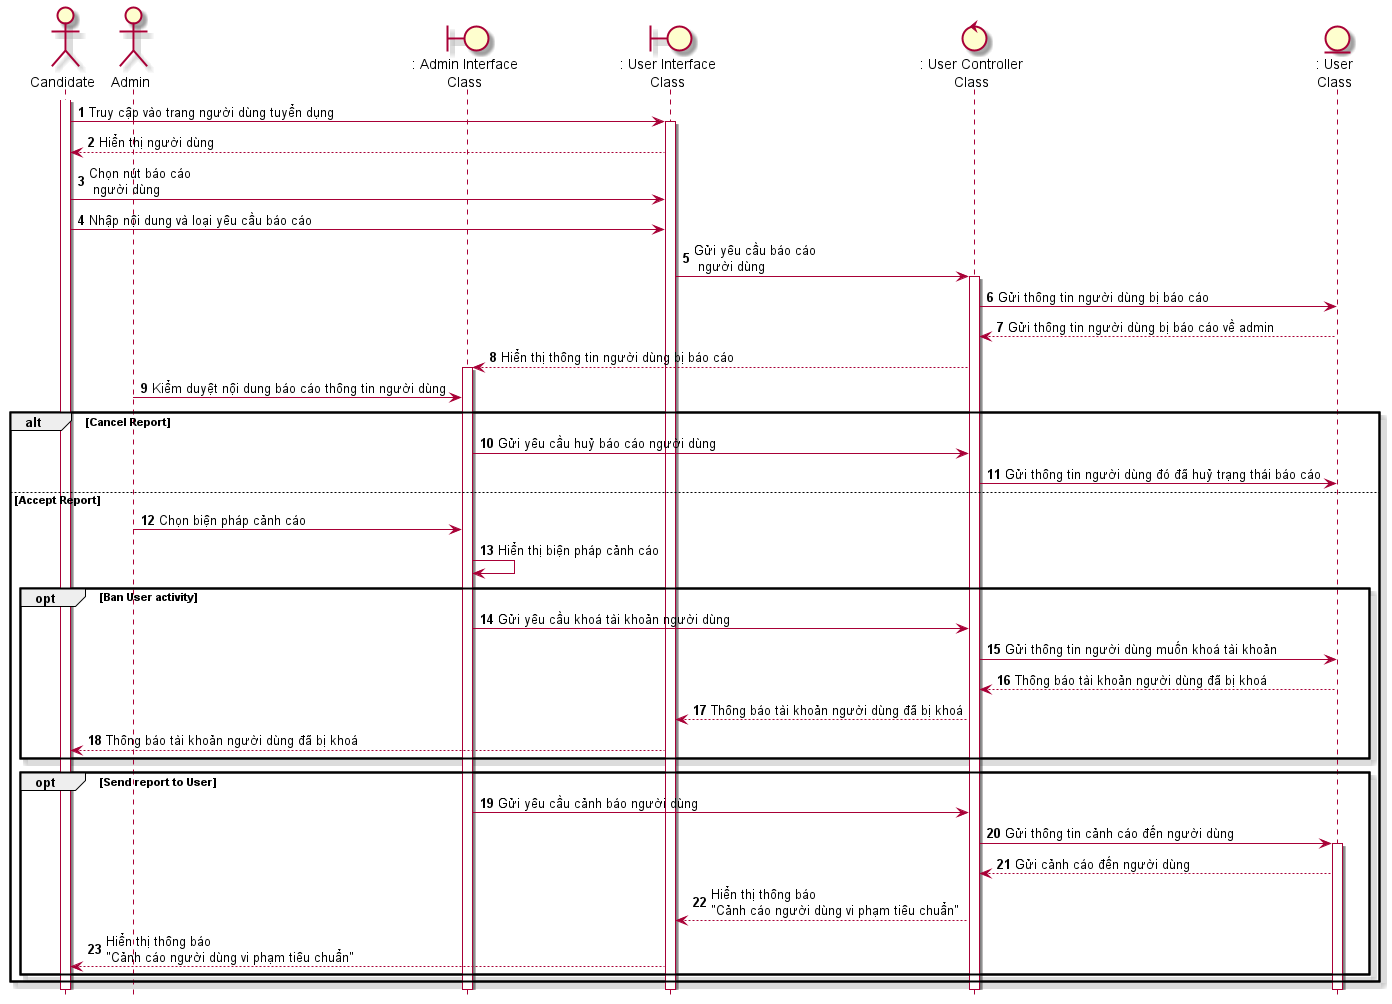 Candidate
Admin
: Admin Interface
Class
: User Interface
Class
: User Controller
Class
: User
Class
1 Truy cập vào trang người dùng tuyển dụng
2 Hiển thị người dùng
3 Chọn nút báo cáo
người dùng
4 Nhập nội dung và loại yêu cầu báo cáo
5 Gửi yêu cầu báo cáo
người dùng
6 Gửi thông tin người dùng bị báo cáo
7 Gửi thông tin người dùng bị báo cáo về admin
8 Hiển thị thông tin người dùng bị báo cáo
9 Kiểm duyệt nội dung báo cáo thông tin người dùng
alt [Cancel Report]
10 Gửi yêu cầu huỷ báo cáo người dùng
11 Gửi thông tin người dùng đó đã huỷ trạng thái báo cáo
[Accept Report]
12 Chọn biện pháp cảnh cáo
13 Hiển thị biện pháp cảnh cáo
opt [Ban User activity]
14 Gửi yêu cầu khoá tài khoản người dùng
15 Gửi thông tin người dùng muốn khoá tài khoản
16 Thông báo tài khoản người dùng đã bị khoá
17 Thông báo tài khoản người dùng đã bị khoá
18 Thông báo tài khoản người dùng đã bị khoá
opt [Send report to User]
19 Gửi yêu cầu cảnh báo người dùng
20 Gửi thông tin cảnh cáo đến người dùng
21 Gửi cảnh cáo đến người dùng
22 Hiển thị thông báo
"Cảnh cáo người dùng vi phạm tiêu chuẩn"
23 Hiển thị thông báo
"Cảnh cáo người dùng vi phạm tiêu chuẩn"